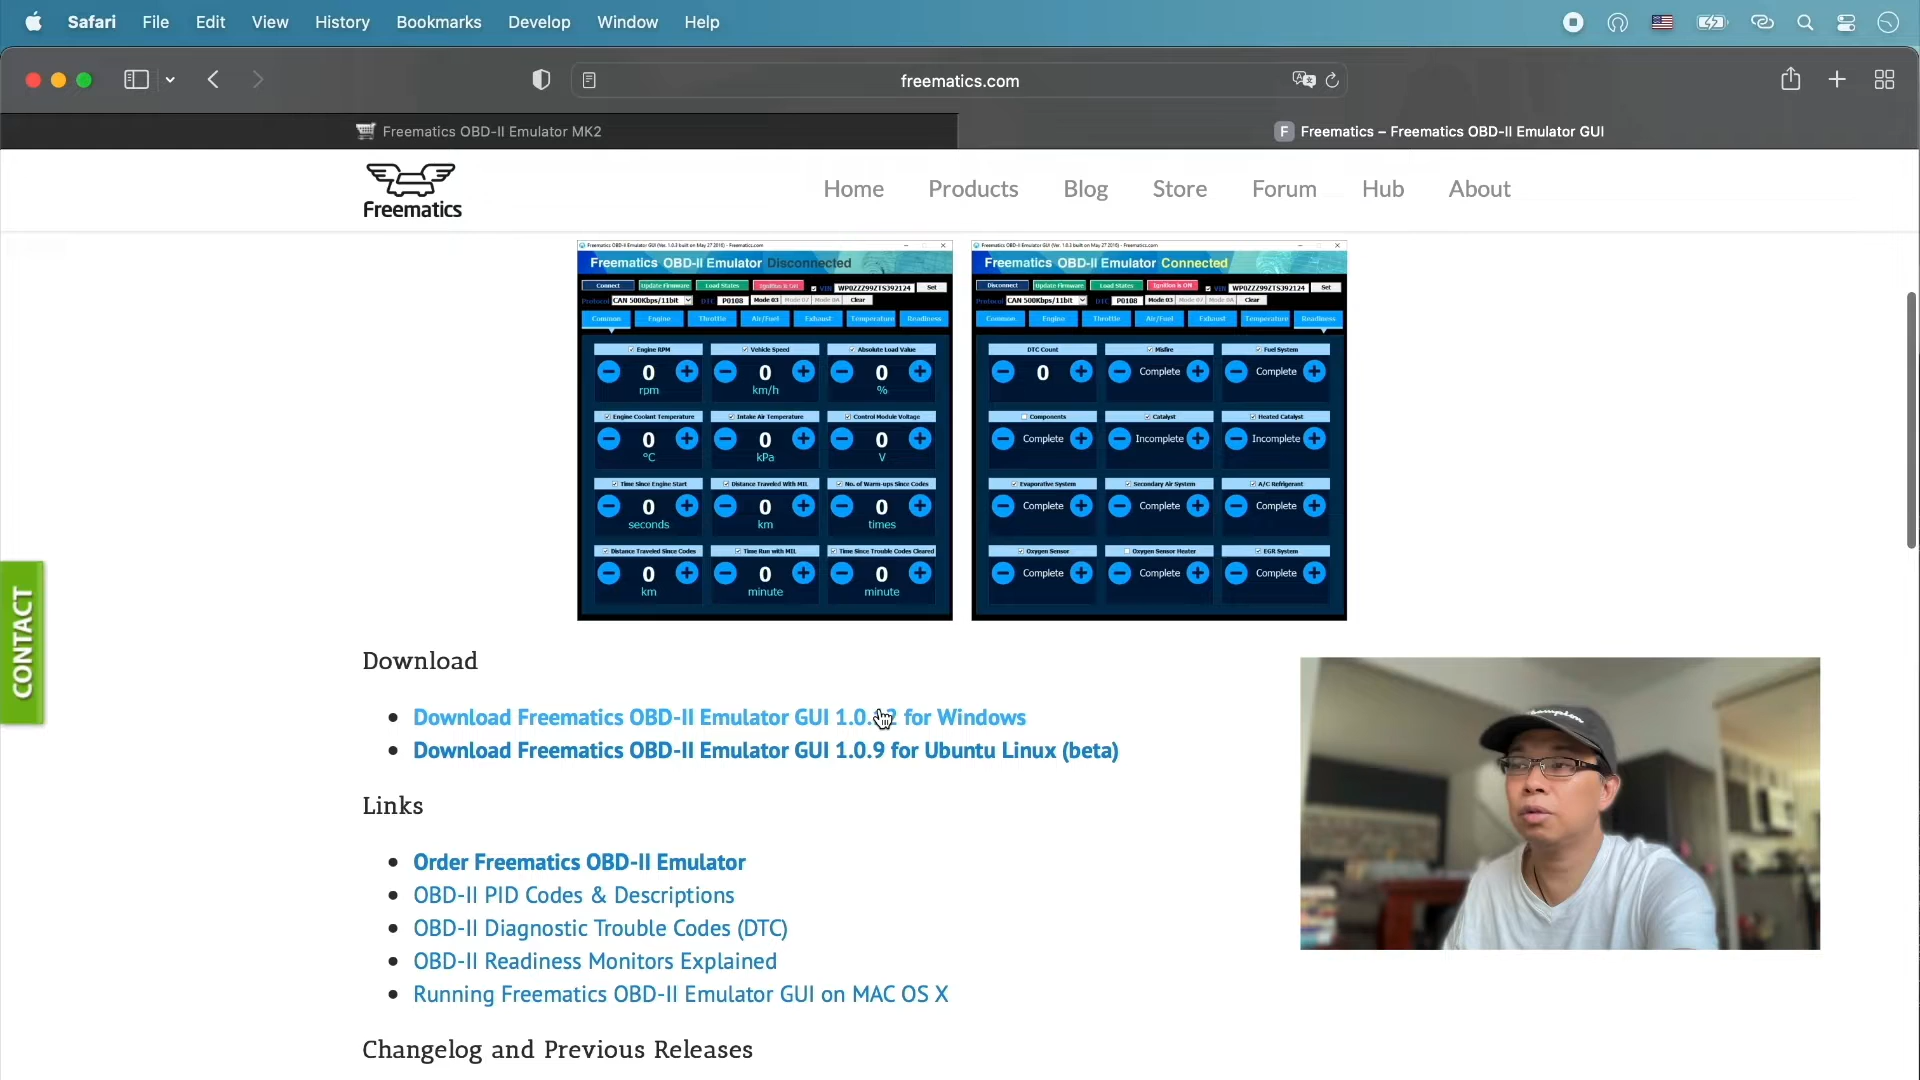 Safari File Edit View History Bookmarks Develop Window Help
freematics.com
Freematics OBD-II Emulator MK2
F Freematics – Freematics OBD-II Emulator GUI
Freematics
Home Products Blog Store Forum Hub About
Freematics OBD-II Emulator GUI (Ver. 1.0.3 built on May 27 2016) - Freematics.com
Freematics OBD-II Emulator Disconnected
Connect Update Firmware Load States Ignition is ON VIN WP0ZZZ99ZTS392124 Set
Protocol CAN 500Kbps/11bit DTC P0108 Mode 03 Mode 07 Mode 0A Clear
Common Engine Throttle Air/Fuel Exhaust Temperature Readiness
Engine RPM Vehicle Speed Absolute Load Value
0 0 0
rpm km/h %
Engine Coolant Temperature Intake Air Temperature Control Module Voltage
0 0 0
°C kPa V
Time Since Engine Start Distance Traveled With MIL No. of Warm-ups Since Codes
0 0 0
seconds km times
Distance Traveled Since Codes Time Run with MIL Time Since Trouble Codes Cleared
0 0 0
km minute minute
Freematics OBD-II Emulator GUI (Ver. 1.0.3 built on May 27 2016) - Freematics.com
Freematics OBD-II Emulator Connected
Disconnect Update Firmware Load States Ignition is ON VIN WP0ZZZ99ZTS392124 Set
Protocol CAN 500Kbps/11bit DTC P0108 Mode 03 Mode 07 Mode 0A Clear
Common Engine Throttle Air/Fuel Exhaust Temperature Readiness
DTC Count Misfire Fuel System
0 Complete Complete
Components Catalyst Heated Catalyst
Complete Incomplete Incomplete
Evaporative System Secondary Air System A/C Refrigerant
Complete Complete Complete
Oxygen Sensor Oxygen Sensor Heater EGR System
Complete Complete Complete
CONTACT
Download
Download Freematics OBD-II Emulator GUI for Windows
Download Freematics OBD-II Emulator GUI 1.0.9 for Ubuntu Linux (beta)
Links
Order Freematics OBD-II Emulator
OBD-II PID Codes & Descriptions
OBD-II Diagnostic Trouble Codes (DTC)
OBD-II Readiness Monitors Explained
Running Freematics OBD-II Emulator GUI on MAC OS X
Changelog and Previous Releases
Champion